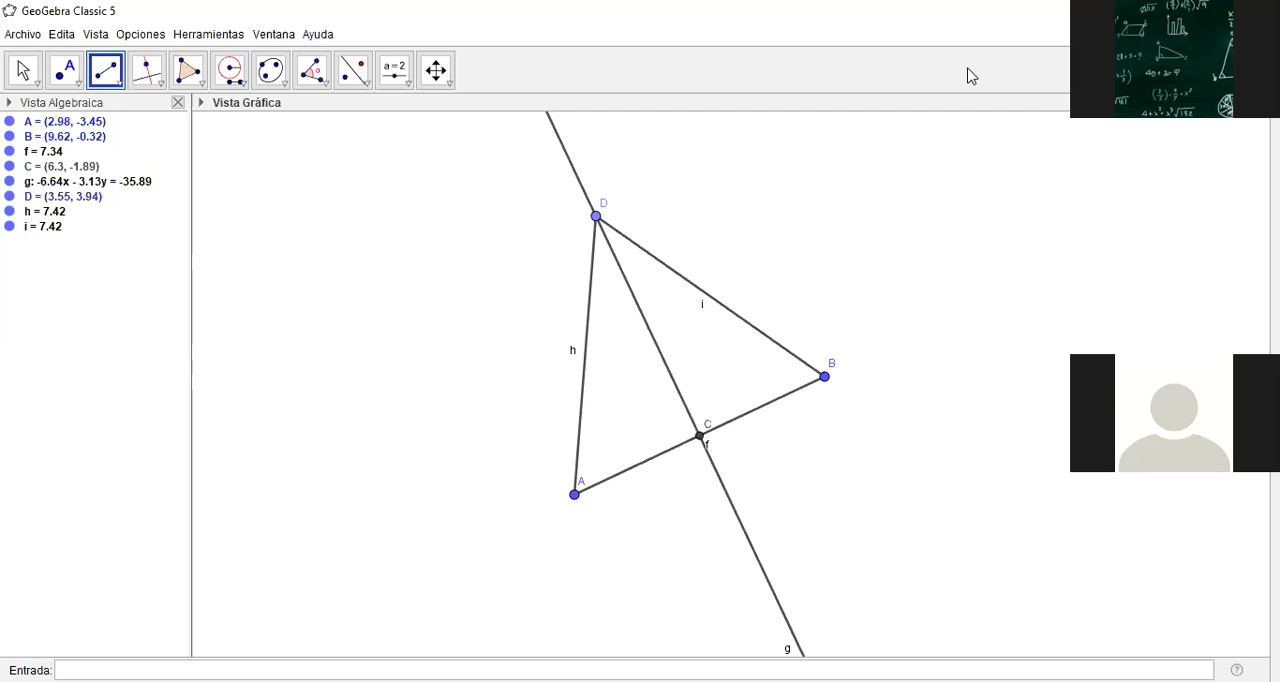 GeoGebra Classic 5
Archivo Edita Vista Opciones Herramientas Ventana Ayuda
A
α
a = 2
Vista Algebraica
Vista Gráfica
A = (2.98, -3.45)
B = (9.62, -0.32)
f = 7.34
C = (6.3, -1.89)
g: -6.64x - 3.13y = -35.89
D = (3.55, 3.94)
h = 7.42
i = 7.42
D
i
h
B
C
f
A
g
Entrada:
?